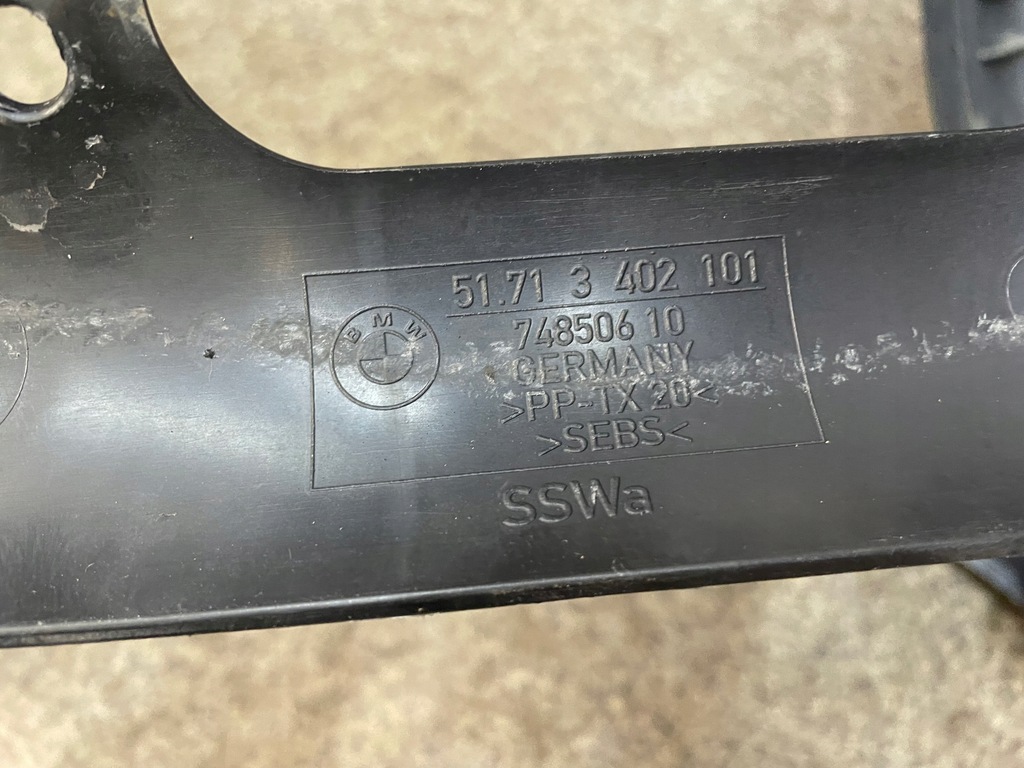 51.71 3 402 101
BMW
748506 10
GERMANY
>PP-TX 20<
>SEBS<
SSWa